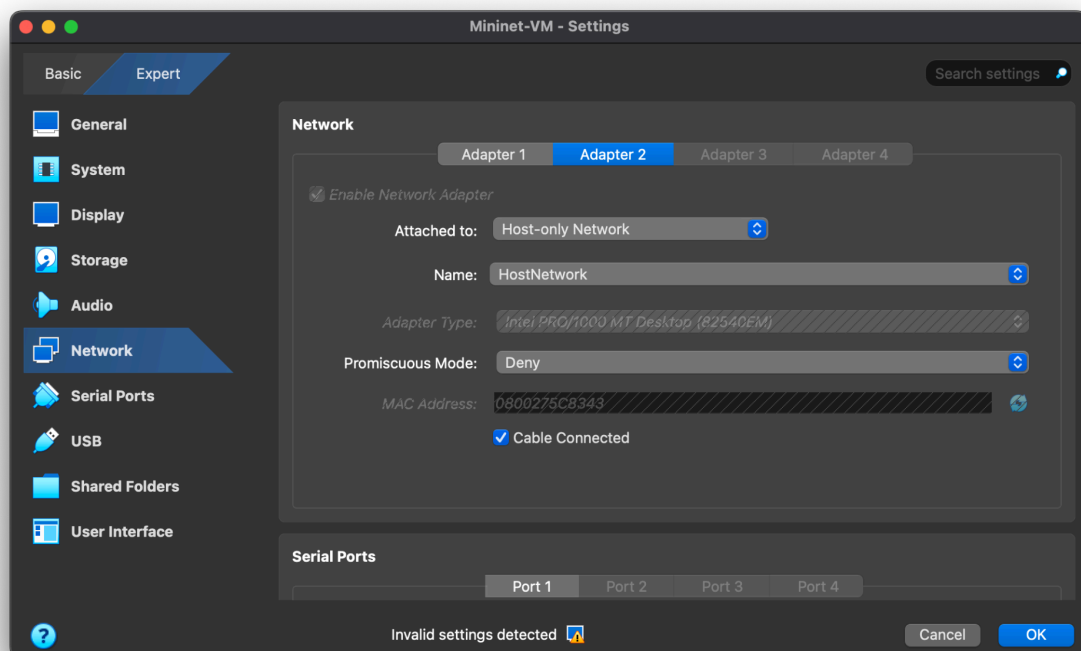 Mininet-VM - Settings
Basic
Expert
Search settings
General
System
Display
Storage
Audio
Network
Serial Ports
USB
Shared Folders
User Interface
Network
Adapter 1
Adapter 2
Adapter 3
Adapter 4
Enable Network Adapter
Attached to: Host-only Network
Name: HostNetwork
Adapter Type: Intel PRO/1000 MT Desktop (82540EM)
Promiscuous Mode: Deny
MAC Address: 0800275C8343
Cable Connected
Serial Ports
Port 1
Port 2
Port 3
Port 4
?
Invalid settings detected
Cancel
OK